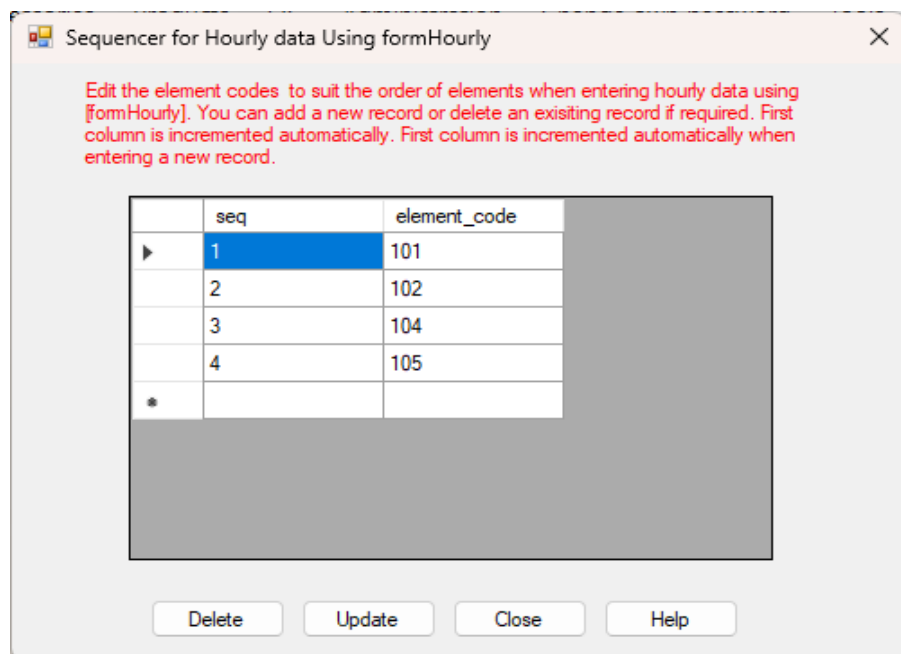 Sequencer for Hourly data Using formHourly
Edit the element codes  to suit the order of elements when entering hourly data using
[formHourly]. You can add a new record or delete an exisiting record if required. First
column is incremented automatically. First column is incremented automatically when
entering a new record.
seq element_code
1 101
2 102
3 104
4 105
Delete Update Close Help